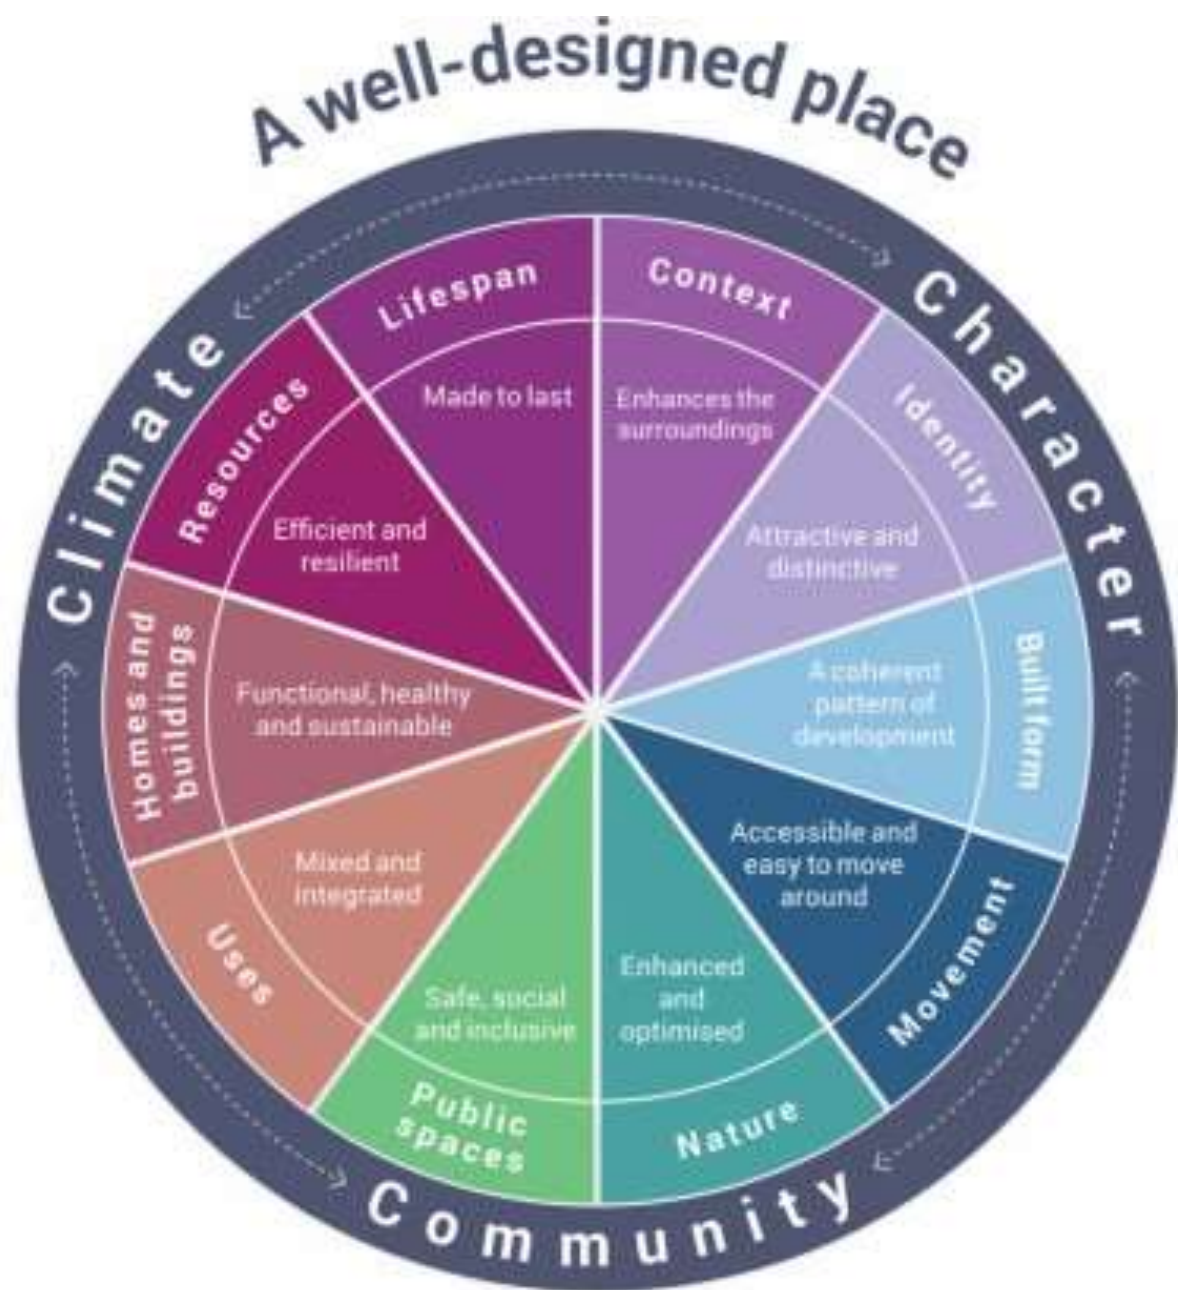 A well-designed place
Climate
Character
Community
Context
Enhances the
surroundings
Identity
Attractive and
distinctive
Built form
A coherent
pattern of
development
Movement
Accessible and
easy to move
around
Nature
Enhanced
and
optimised
Public
spaces
Safe, social
and inclusive
Uses
Mixed and
integrated
Homes and
buildings
Functional, healthy
and sustainable
Resources
Efficient and
resilient
Lifespan
Made to last